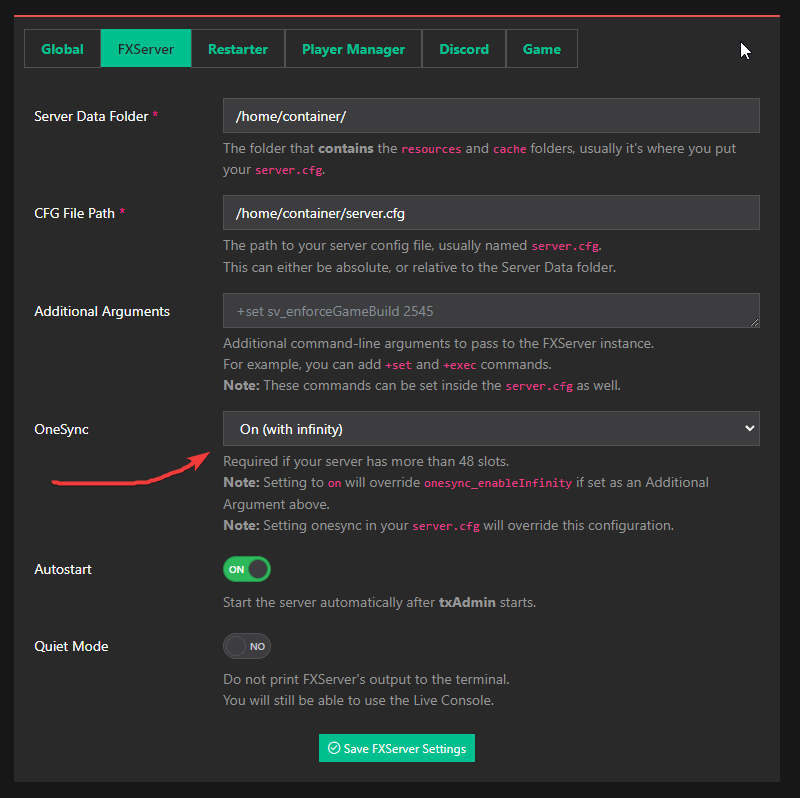 Global FXServer Restarter Player Manager Discord Game
Server Data Folder * /home/container/
The folder that contains the resources and cache folders, usually it's where you put
your server.cfg.
CFG File Path * /home/container/server.cfg
The path to your server config file, usually named server.cfg.
This can either be absolute, or relative to the Server Data folder.
Additional Arguments +set sv_enforceGameBuild 2545
Additional command-line arguments to pass to the FXServer instance.
For example, you can add +set and +exec commands.
Note: These commands can be set inside the server.cfg as well.
OneSync On (with infinity)
Required if your server has more than 48 slots.
Note: Setting to on will override onesync_enableInfinity if set as an Additional
Argument above.
Note: Setting onesync in your server.cfg will override this configuration.
Autostart ON
Start the server automatically after txAdmin starts.
Quiet Mode NO
Do not print FXServer's output to the terminal.
You will still be able to use the Live Console.
Save FXServer Settings